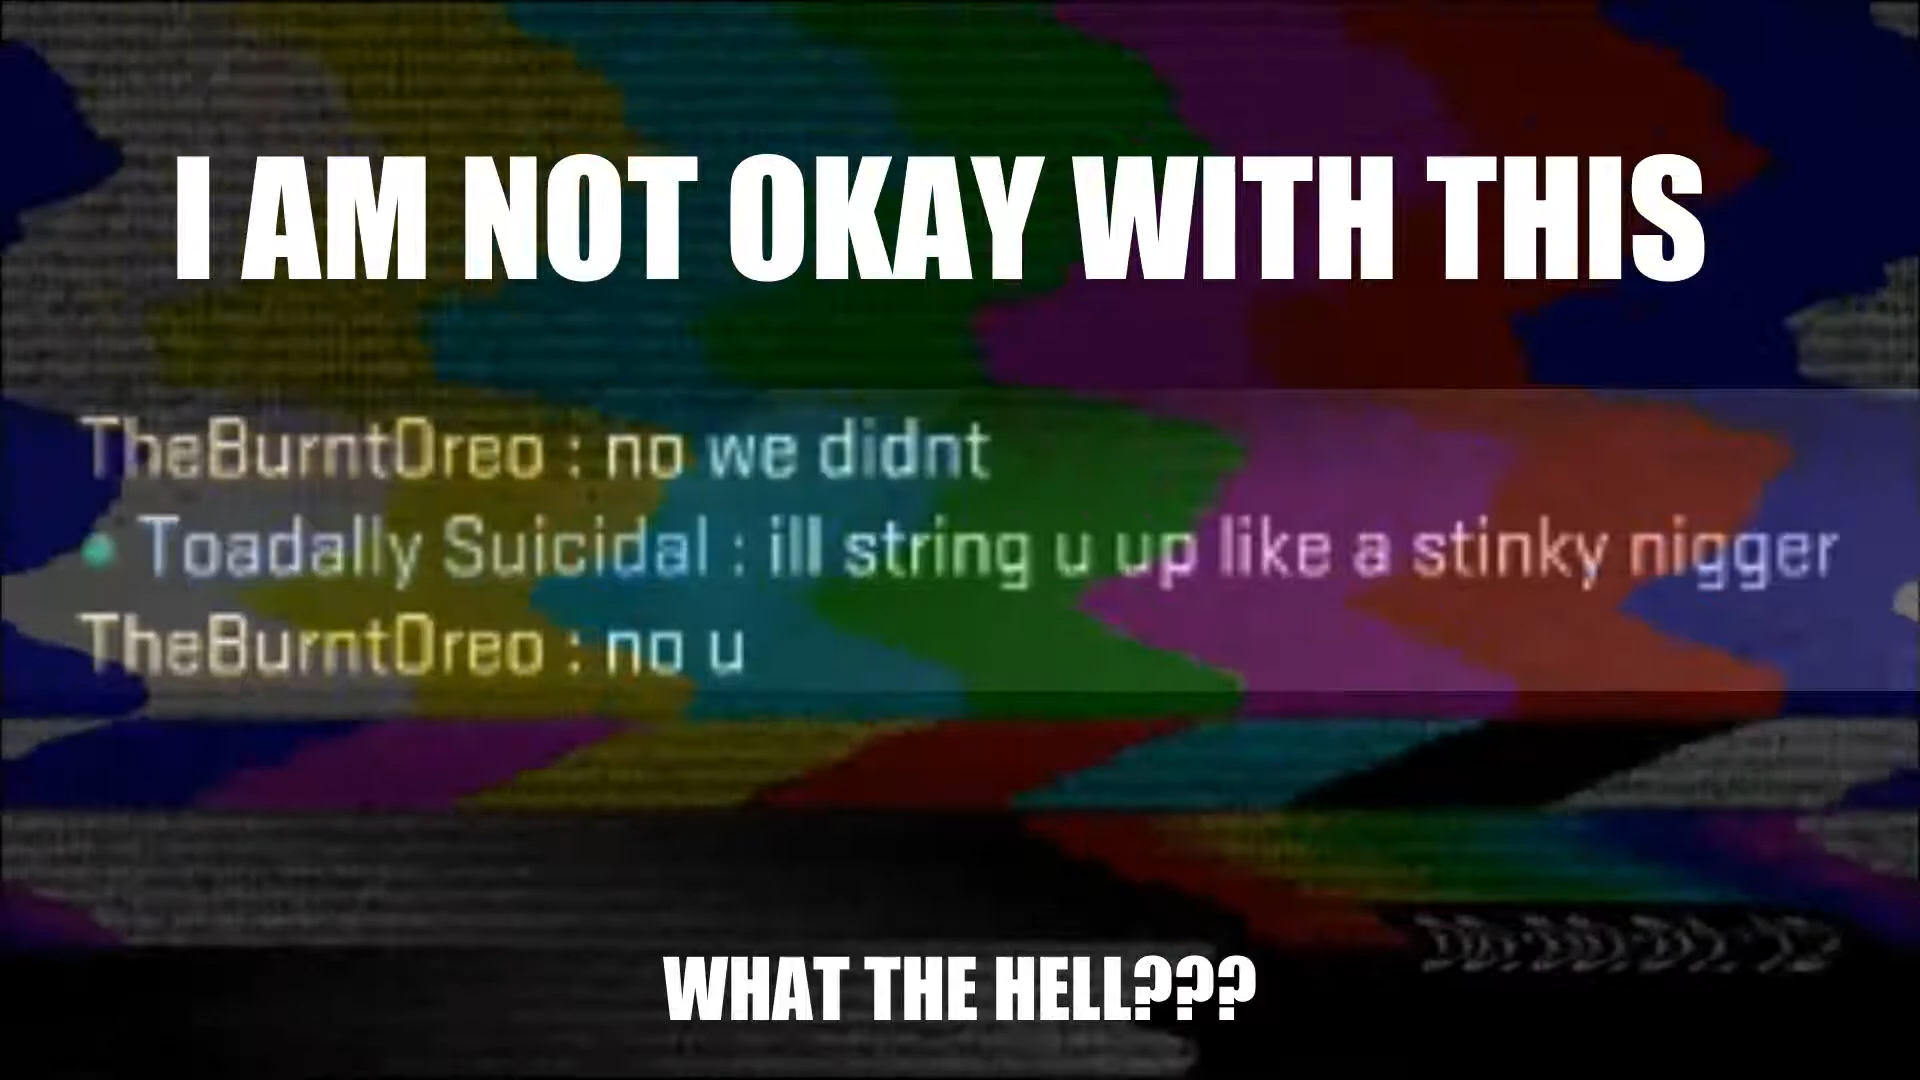 I AM NOT OKAY WITH THIS
TheBurntOreo : no we didnt
Toadally Suicidal : ill string u up like a stinky nigger
TheBurntOreo : no u
WHAT THE HELL???